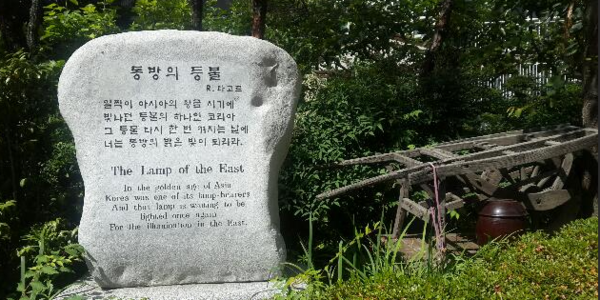 동방의 등불
R.타고르
일찍이 아시아의 황금 시기에
빛나던 등불의 하나인 코리아
그 등불 다시 한 번 켜지는 날에
너는 동방의 밝은 빛이 되리라.
The Lamp of the East
In the golden age of Asia
Korea was one of its lamp-bearers
And that lamp is waiting to be
lighted once again
For the illumination in the East.